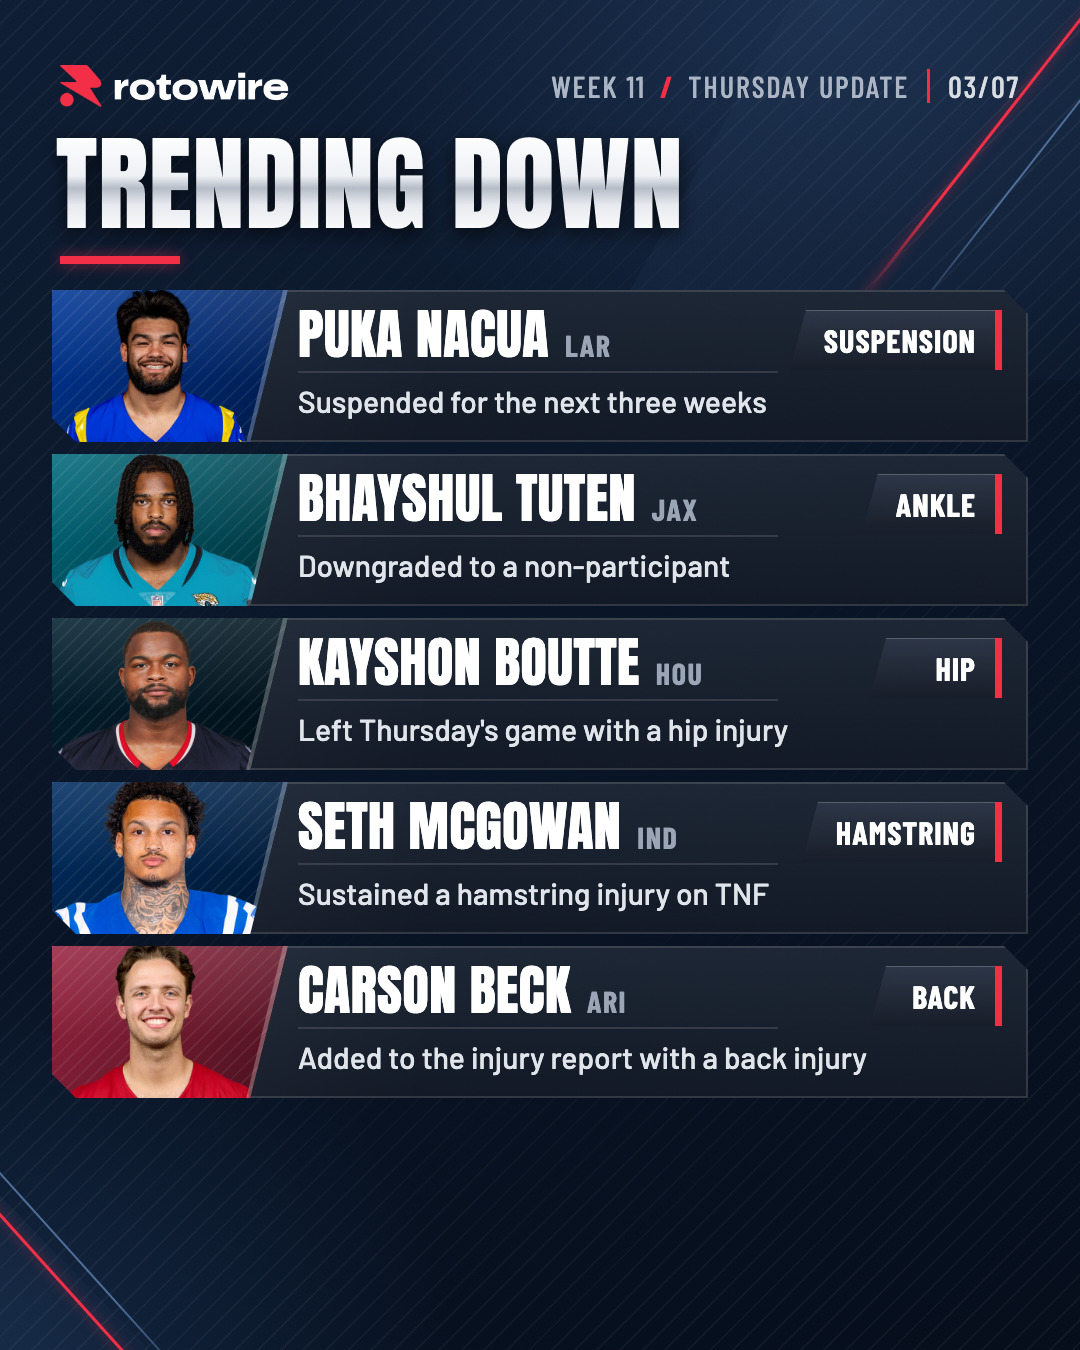 rotowire
WEEK 11 / THURSDAY UPDATE | 03/07
TRENDING DOWN
PUKA NACUA LAR
SUSPENSION
Suspended for the next three weeks
BHAYSHUL TUTEN JAX
ANKLE
Downgraded to a non-participant
KAYSHON BOUTTE HOU
HIP
Left Thursday's game with a hip injury
SETH MCGOWAN IND
HAMSTRING
Sustained a hamstring injury on TNF
CARSON BECK ARI
BACK
Added to the injury report with a back injury